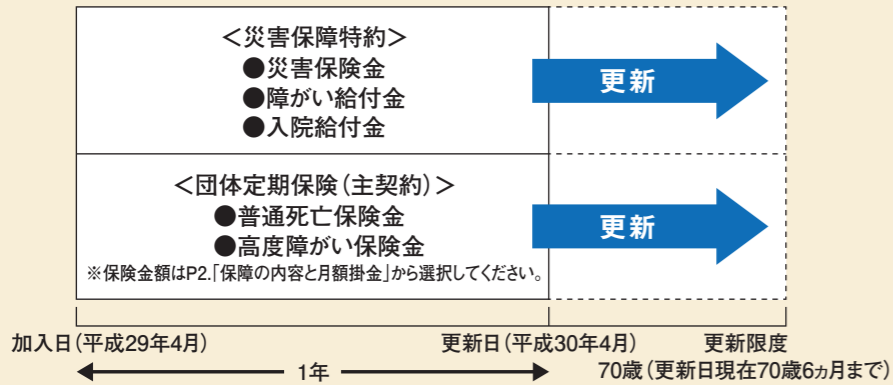 ＜災害保障特約＞
●災害保険金
●障がい給付金
●入院給付金
更新
＜団体定期保険（主契約）＞
●普通死亡保険金
●高度障がい保険金
※保険金額はP2.「保障の内容と月額掛金」から選択してください。
更新
加入日（平成29年4月）
更新日（平成30年4月）
更新限度
1年
70歳（更新日現在70歳6ヵ月まで）